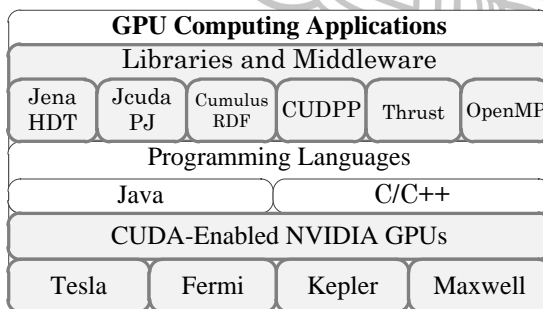 GPU Computing Applications
Libraries and Middleware
Jena HDT
Jcuda PJ
Cumulus RDF
CUDPP
Thrust
OpenMP
Programming Languages
Java
C/C++
CUDA-Enabled NVIDIA GPUs
Tesla
Fermi
Kepler
Maxwell